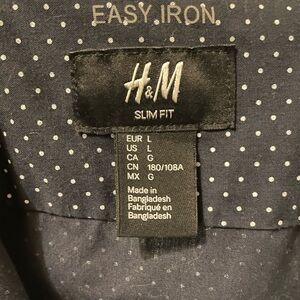 EASY IRON
H&M
SLIM FIT
EUR L
US L
CA G
CN 180/108A
MX G
Made in
Bangladesh
Fabriqué en
Bangladesh